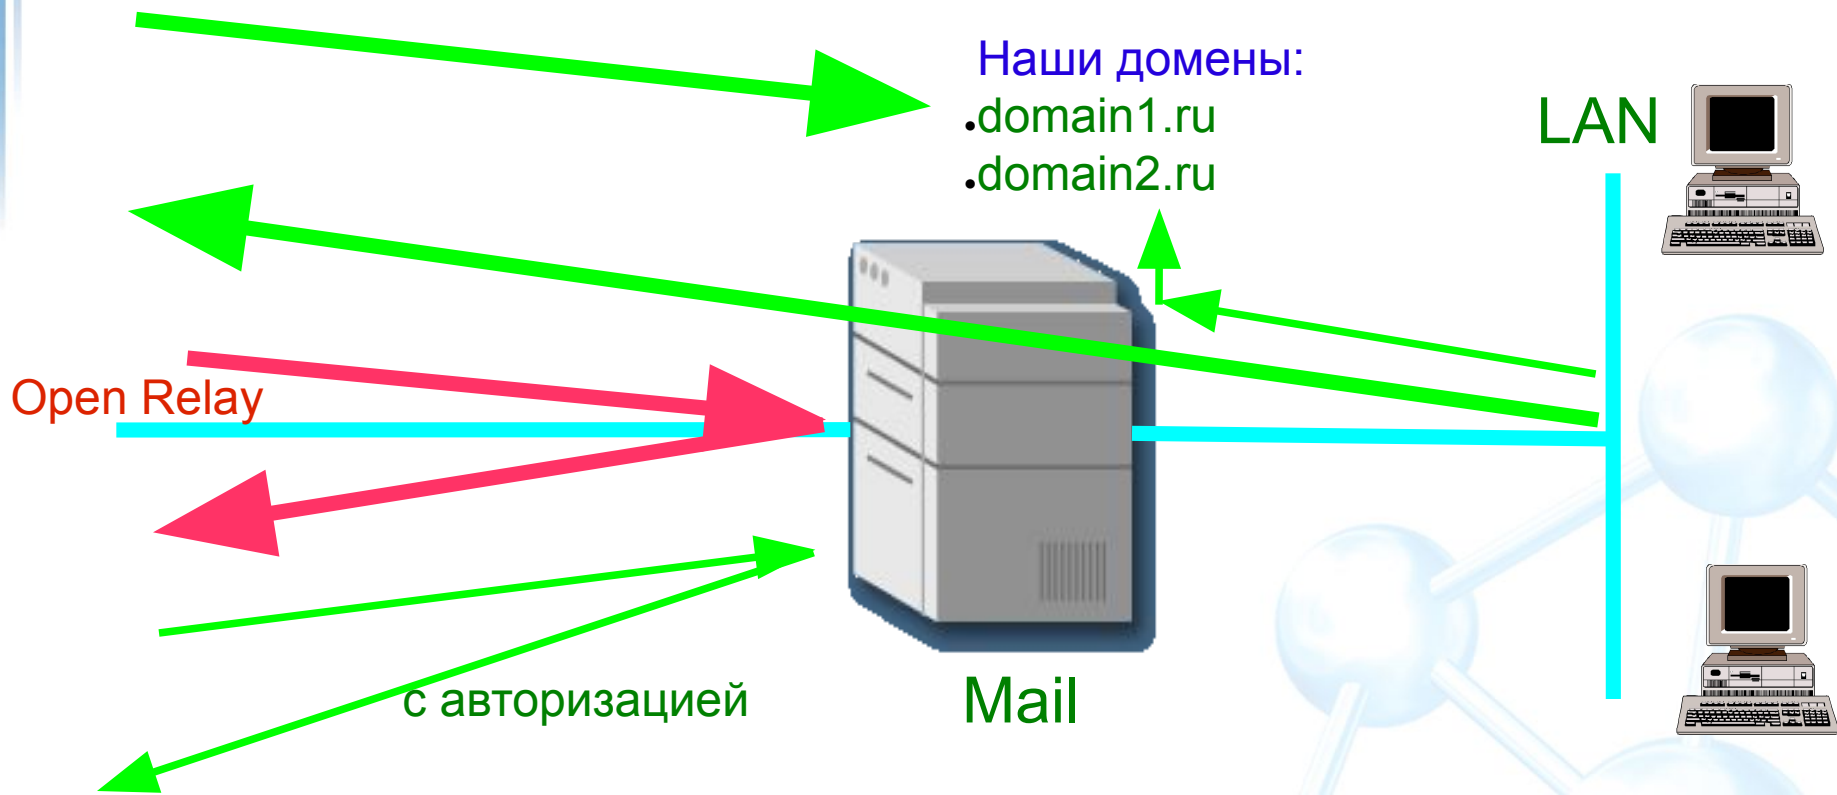 Наши домены:
•domain1.ru
•domain2.ru
LAN
Open Relay
с авторизацией
Mail